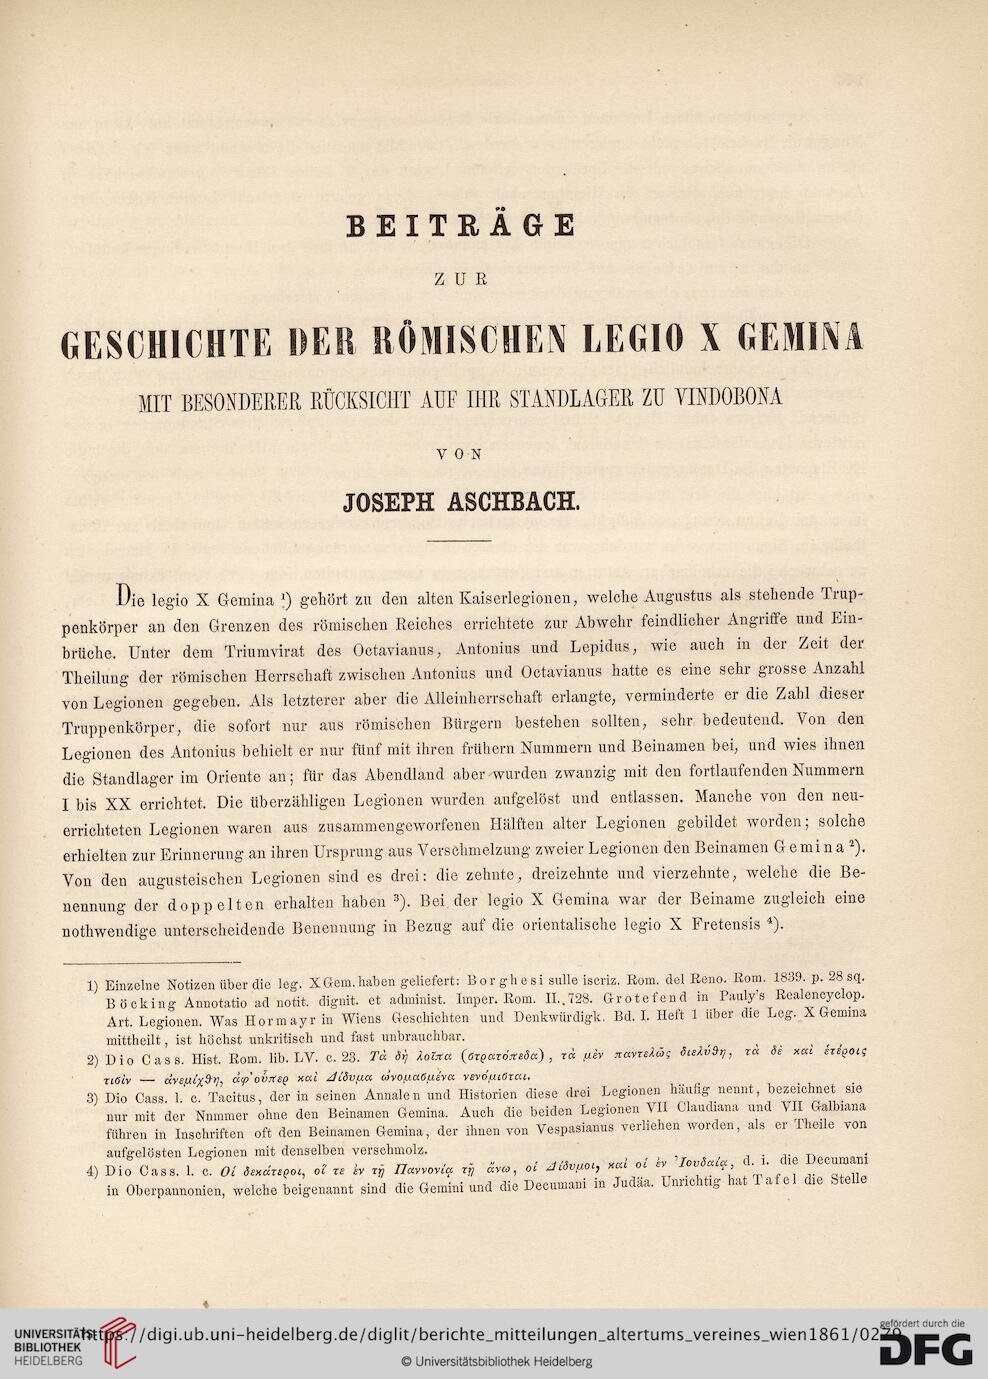 BEITRÄGE
ZUR
GESCHICHTE DER RÖMISCHEN LEGIO X GEMINA
MIT BESONDERER RÜCKSICHT AUF IHR STANDLAGER ZU VINDOBONA
VON
JOSEPH ASCHBACH.
Die legio X Gemina ¹) gehört zu den alten Kaiserlegionen, welche Augustus als stehende Trup-
penkörper an den Grenzen des römischen Reiches errichtete zur Abwehr feindlicher Angriffe und Ein-
brüche. Unter dem Triumvirat des Octavianus, Antonius und Lepidus, wie auch in der Zeit der
Theilung der römischen Herrschaft zwischen Antonius und Octavianus hatte es eine sehr grosse Anzahl
von Legionen gegeben. Als letzterer aber die Alleinherrschaft erlangte, verminderte er die Zahl dieser
Truppenkörper, die sofort nur aus römischen Bürgern bestehen sollten, sehr bedeutend. Von den
Legionen des Antonius behielt er nur fünf mit ihren frühern Nummern und Beinamen bei, und wies ihnen
die Standlager im Oriente an; für das Abendland aber wurden zwanzig mit den fortlaufenden Nummern
I bis XX errichtet. Die überzähligen Legionen wurden aufgelöst und entlassen. Manche von den neu-
errichteten Legionen waren aus zusammengeworfenen Hälften alter Legionen gebildet worden; solche
erhielten zur Erinnerung an ihren Ursprung aus Verschmelzung zweier Legionen den Beinamen Gemina ²).
Von den augusteischen Legionen sind es drei: die zehnte, dreizehnte und vierzehnte, welche die Be-
nennung der doppelten erhalten haben ³). Bei der legio X Gemina war der Beiname zugleich eine
nothwendige unterscheidende Benennung in Bezug auf die orientalische legio X Fretensis ⁴).
1) Einzelne Notizen über die leg. X Gem. haben geliefert: Borghesi sulle iscriz. Rom. del Reno. Rom. 1839. p. 28 sq.
Böcking Annotatio ad notit. dignit. et administ. Imper. Rom. II. 728. Grotefend in Pauly's Realencyclop.
Art. Legionen. Was Hormayr in Wiens Geschichten und Denkwürdigk. Bd. I. Heft 1 über die Leg. X Gemina
mittheilt, ist höchst unkritisch und fast unbrauchbar.
2) Dio Cass. Hist. Rom. lib. LV. c. 23. Τὰ δὴ λοῖπα (στρατόπεδα), τὰ μὲν παντελῶς διελύθη, τὰ δὲ καὶ ἑτέροις
τισὶν — ἀνεμίχθη, ἀφ' οὗπερ καὶ Δίδυμα ὠνομασμένα νενόμισται.
3) Dio Cass. l. c. Tacitus, der in seinen Annalen und Historien diese drei Legionen häufig nennt, bezeichnet sie
nur mit der Nummer ohne den Beinamen Gemina. Auch die beiden Legionen VII Claudiana und VII Galbiana
führen in Inschriften oft den Beinamen Gemina, der ihnen von Vespasianus verliehen worden, als er Theile von
aufgelösten Legionen mit denselben verschmolz.
4) Dio Cass. l. c. Οἱ δεκάτεροι, οἵ τε ἐν τῇ Παννονίᾳ τῇ ἄνω, οἱ Δίδυμοι, καὶ οἱ ἐν Ἰουδαίᾳ, d. i. die Decumani
in Oberpannonien, welche beigenannt sind die Gemini und die Decumani in Judäa. Unrichtig hat Tafel die Stelle
UNIVERSITÄTS-
BIBLIOTHEK
HEIDELBERG
https://digi.ub.uni-heidelberg.de/diglit/berichte_mitteilungen_altertums_vereines_wien1861/0279
© Universitätsbibliothek Heidelberg
gefördert durch die
DFG